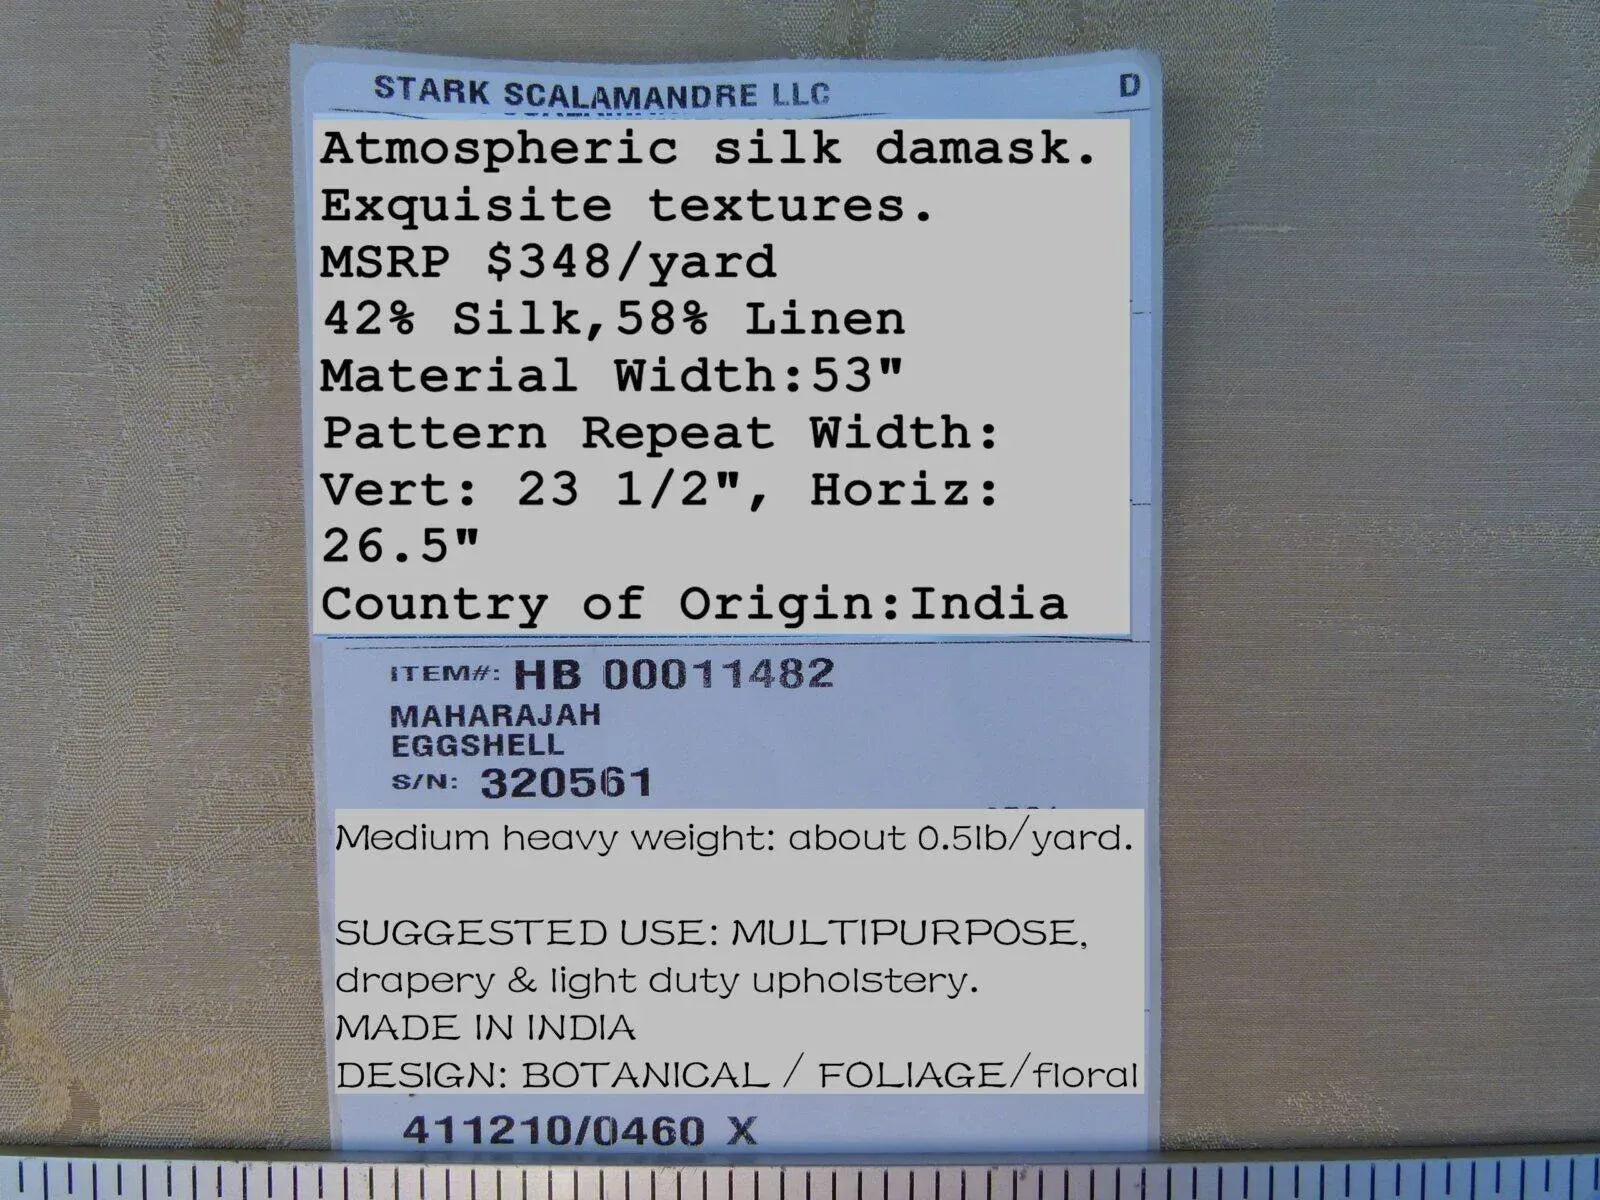 STARK SCALAMANDRE LLC D
Atmospheric silk damask.
Exquisite textures.
MSRP $348/yard
42% Silk,58% Linen
Material Width:53"
Pattern Repeat Width:
Vert: 23 1/2", Horiz:
26.5"
Country of Origin:India
ITEM#: HB 00011482
MAHARAJAH
EGGSHELL
S/N: 320561
Medium heavy weight: about 0.5lb/yard.
SUGGESTED USE: MULTIPURPOSE,
drapery & light duty upholstery.
MADE IN INDIA
DESIGN: BOTANICAL / FOLIAGE/floral
411210/0460 X